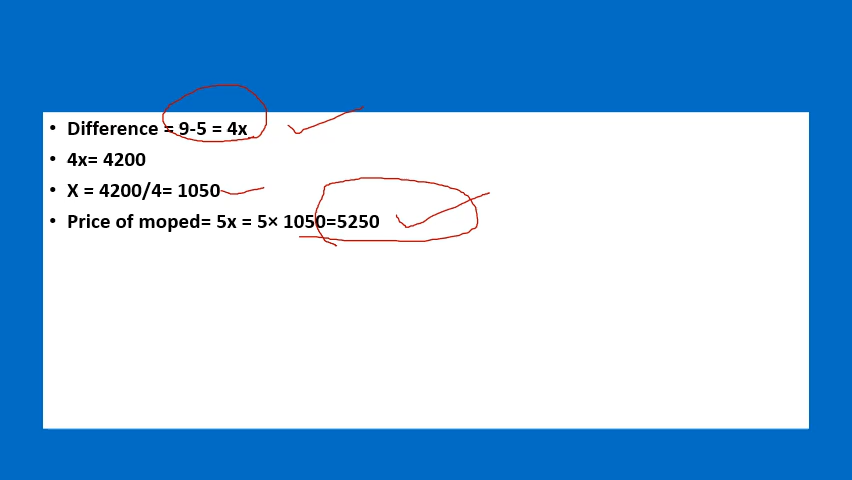 • Difference = 9-5 = 4x
• 4x= 4200
• X = 4200/4= 1050
• Price of moped= 5x = 5× 1050=5250